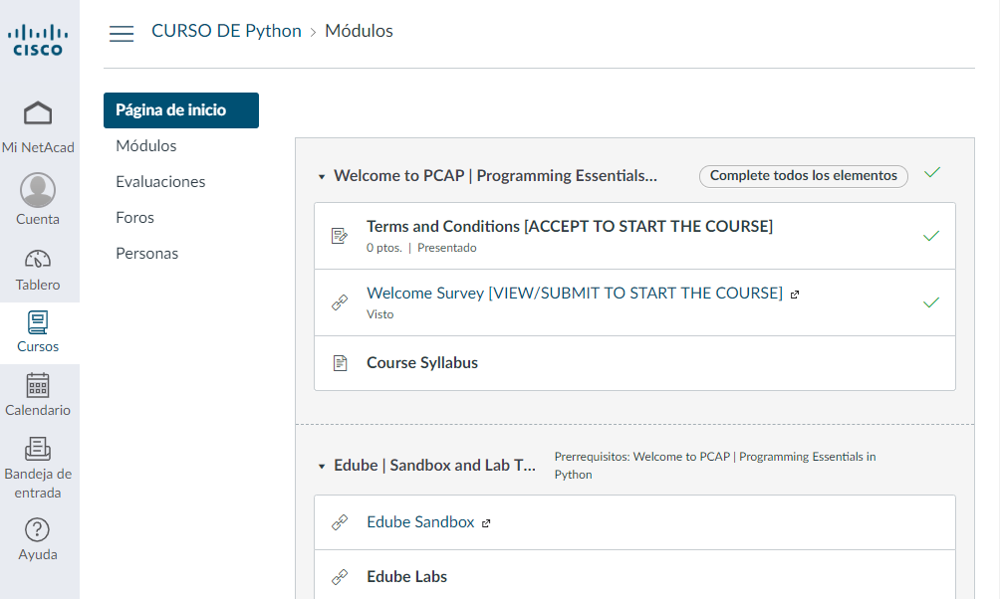 CISCO
Mi NetAcad
Cuenta
Tablero
Cursos
Calendario
Bandeja de
entrada
Ayuda
CURSO DE Python > Módulos
Página de inicio
Módulos
Evaluaciones
Foros
Personas
Welcome to PCAP | Programming Essentials... Complete todos los elementos
Terms and Conditions [ACCEPT TO START THE COURSE]
0 ptos. | Presentado
Welcome Survey [VIEW/SUBMIT TO START THE COURSE]
Visto
Course Syllabus
Edube | Sandbox and Lab T...
Prerrequisitos: Welcome to PCAP | Programming Essentials in
Python
Edube Sandbox
Edube Labs